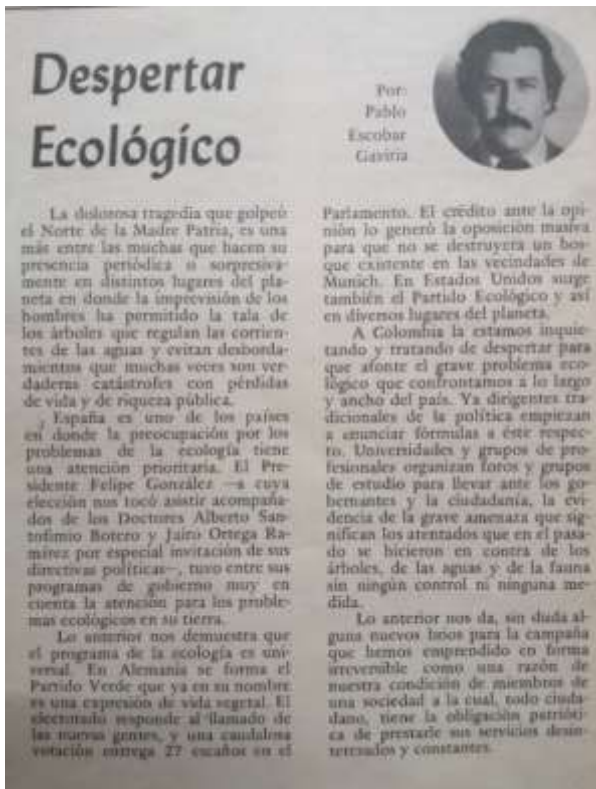 Despertar
Ecológico
Por:
Pablo
Escobar
Gaviria
La dolorosa tragedia que golpeó
el Norte de la Madre Patria, es una
más entre las muchas que hacen su
presencia periódica o sorpresiva-
mente en distintos lugares del pla-
neta en donde la imprevisión de los
hombres ha permitido la tala de
los árboles que regulan las corrien-
tes de las aguas y evitan desborda-
mientos que muchas veces son ver-
daderas catástrofes con pérdidas
de vida y de riqueza pública.
España es uno de los países
en donde la preocupación por los
problemas de la ecología tiene
una atención prioritaria. El Pre-
sidente Felipe González —a cuya
elección nos tocó asistir acompaña-
dos de los Doctores Alberto San-
tofimio Botero y Jairo Ortega Ra-
mírez por especial invitación de sus
directivas políticas—, tuvo entre sus
programas de gobierno muy en
cuenta la atención para los proble-
mas ecológicos en su tierra.
Lo anterior nos demuestra que
el programa de la ecología es uni-
versal. En Alemania se forma el
Partido Verde que ya en su nombre
es una expresión de vida vegetal. El
electorado responde al llamado de
las nuevas gentes, y una caudalosa
votación entrega 27 escaños en el
Parlamento. El crédito ante la opi-
nión lo generó la oposición masiva
para que no se destruyera un bos-
que existente en las vecindades de
Munich. En Estados Unidos surge
también el Partido Ecológico y así
en diversos lugares del planeta.
A Colombia la estamos inquie-
tando y tratando de despertar para
que afonte el grave problema eco-
lógico que confrontamos a lo largo
y ancho del país. Ya dirigentes tra-
dicionales de la política empiezan
a enunciar fórmulas a éste respec-
to. Universidades y grupos de pro-
fesionales organizan foros y grupos
de estudio para llevar ante los go-
bernantes y la ciudadanía, la evi-
dencia de la grave amenaza que sig-
nifican los atentados que en el pasa-
do se hicieron en contra de los
árboles, de las aguas y de la fauna
sin ningún control ni ninguna me-
dida.
Lo anterior nos da, sin duda al-
guna nuevos bríos para la campaña
que hemos emprendido en forma
irreversible como una razón de
nuestra condición de miembros de
una sociedad a la cual, todo ciuda-
dano, tiene la obligación patrióti-
ca de prestarle sus servicios desin-
teresados y constantes.